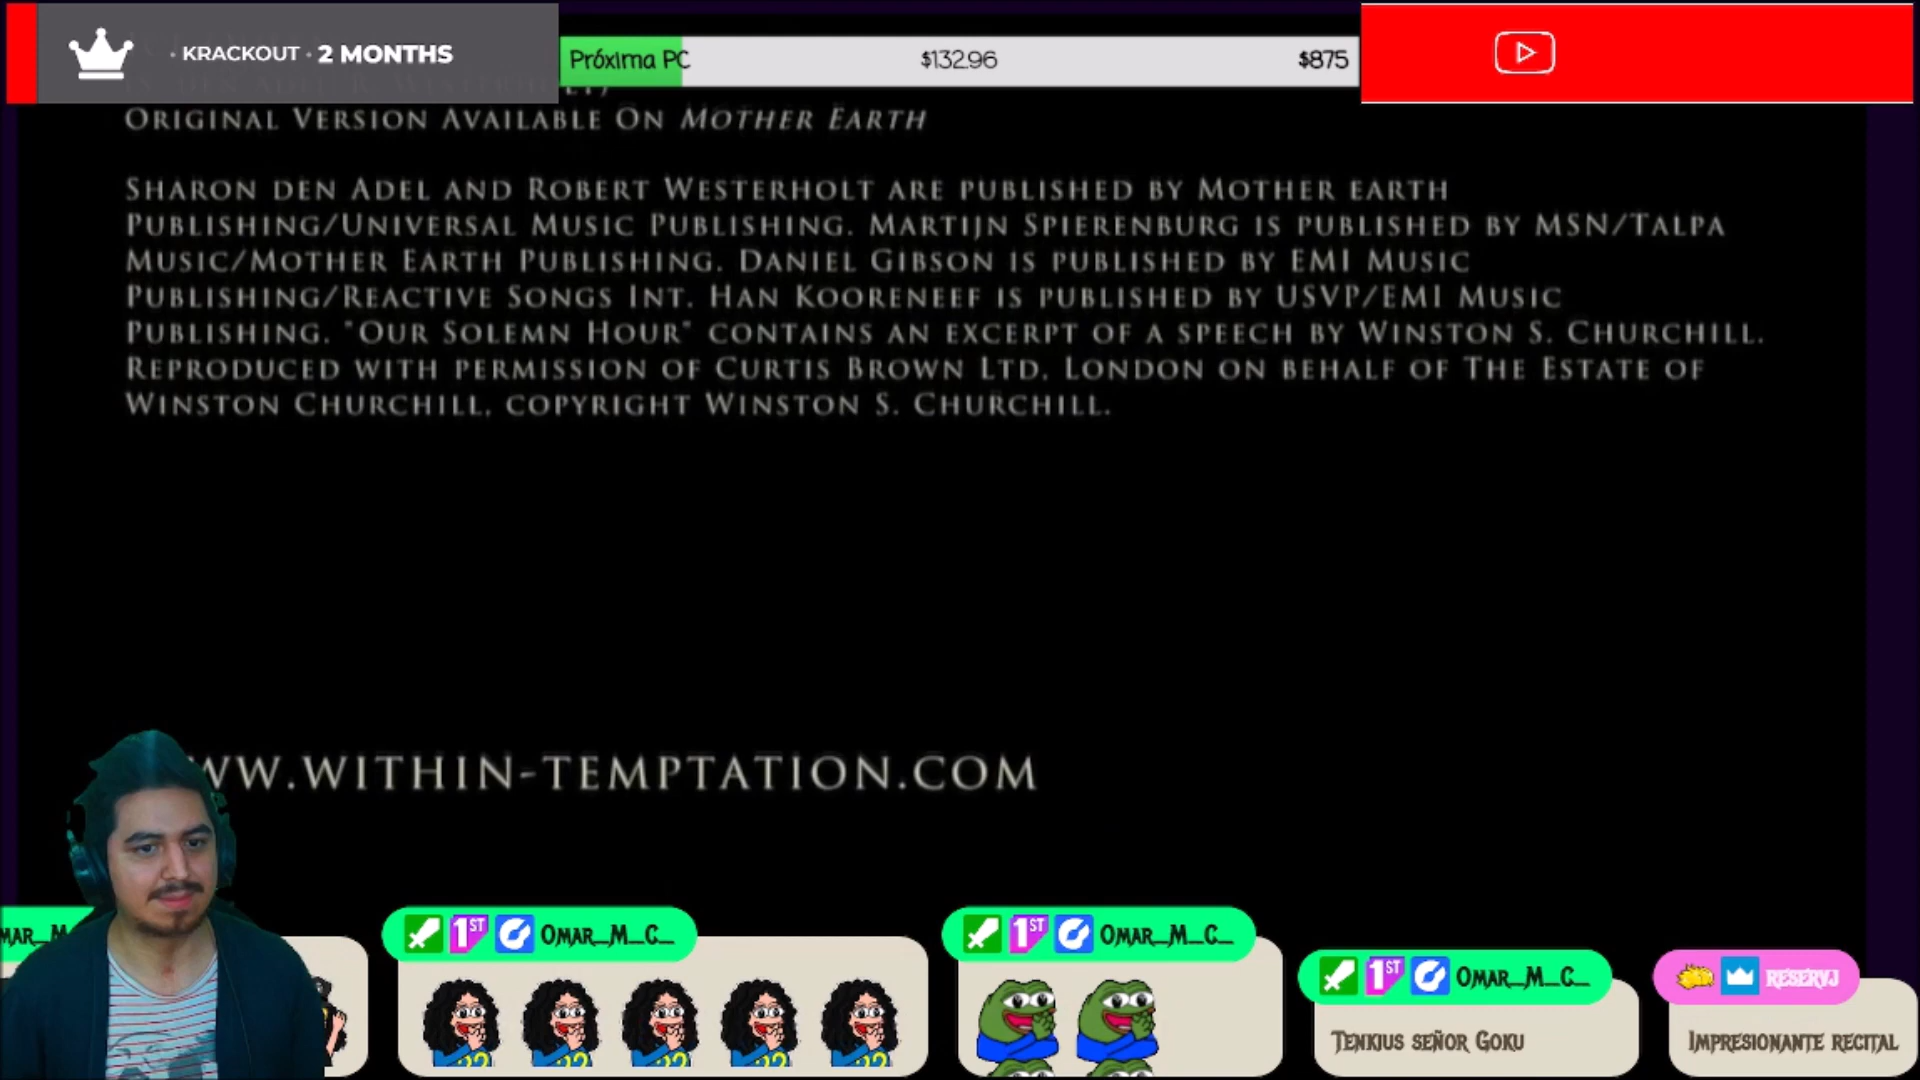 · KRACKOUT · 2 MONTHS
Próxima PC
$132.96
$875
ORIGINAL VERSION AVAILABLE ON MOTHER EARTH
SHARON DEN ADEL AND ROBERT WESTERHOLT ARE PUBLISHED BY MOTHER EARTH
PUBLISHING/UNIVERSAL MUSIC PUBLISHING. MARTIJN SPIERENBURG IS PUBLISHED BY MSN/TALPA
MUSIC/MOTHER EARTH PUBLISHING. DANIEL GIBSON IS PUBLISHED BY EMI MUSIC
PUBLISHING/REACTIVE SONGS INT. HAN KOORENEEF IS PUBLISHED BY USVP/EMI MUSIC
PUBLISHING. "OUR SOLEMN HOUR" CONTAINS AN EXCERPT OF A SPEECH BY WINSTON S. CHURCHILL.
REPRODUCED WITH PERMISSION OF CURTIS BROWN LTD, LONDON ON BEHALF OF THE ESTATE OF
WINSTON CHURCHILL, COPYRIGHT WINSTON S. CHURCHILL.
WW.WITHIN-TEMPTATION.COM
1ST OMAR_M_C_
1ST OMAR_M_C_
1ST OMAR_M_C_
TENKIUS SEÑOR GOKU
RESERVJ
IMPRESIONANTE RECITAL